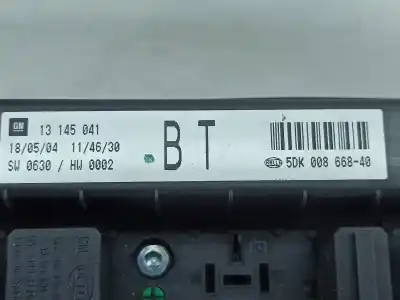 GM
13 145 041
18/05/04 11/46/30
SW 0630 / HW 0002
BT
HELLA 5DK 008 668-40